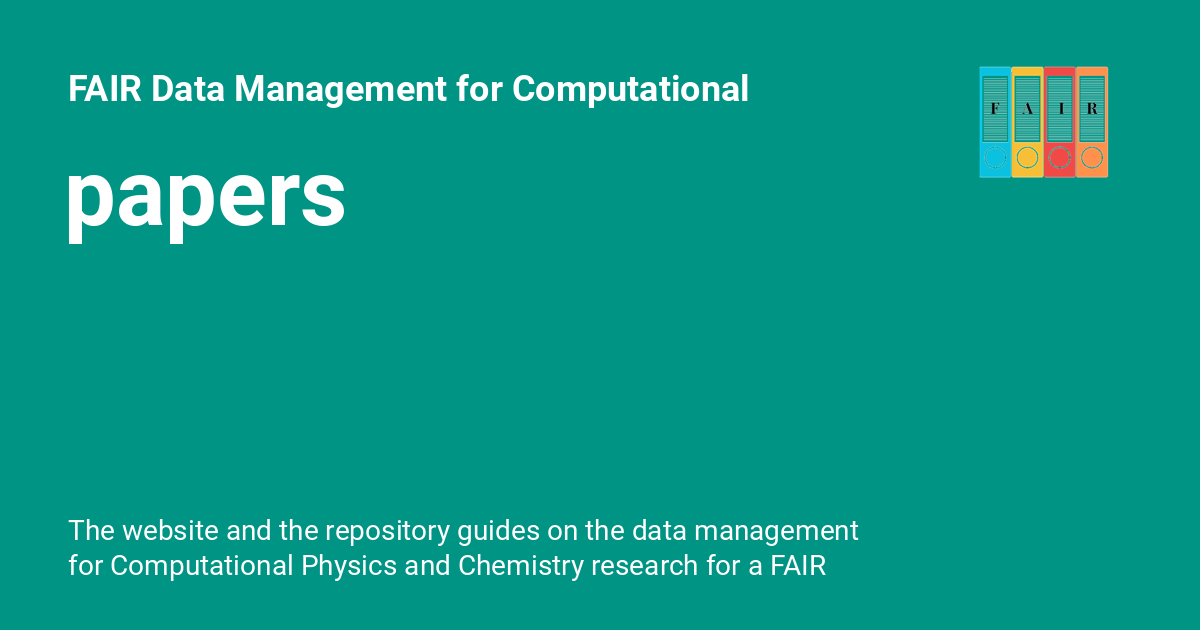 FAIR Data Management for Computational
F A I R
papers
The website and the repository guides on the data management
for Computational Physics and Chemistry research for a FAIR